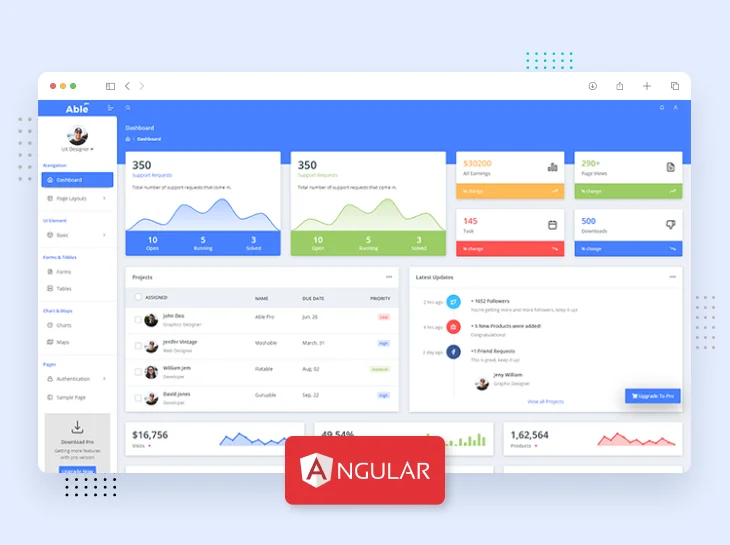 Able
UX Designer
Navigation
Dashboard
Page Layouts
UI Element
Basic
Forms & Tables
Forms
Tables
Chart & Maps
Charts
Maps
Pages
Authentication
Sample Page
Download Pro
Getting more features
with pro version
Upgrade Now
Dashboard
Dashboard
350
Support Requests
Total number of support requests that come in.
10 5 3
Open Running Solved
350
Support Requests
Total number of support requests that come in.
10 5 3
Open Running Solved
$30200
All Earnings
% change
290+
Page Views
% change
145
Task
% change
500
Downloads
% change
Projects
ASSIGNED NAME DUE DATE PRIORITY
John Deo
Graphic Designer
Able Pro Jun, 26
Jenifer Vintage
Web Designer
Mashable March, 31 High
William Jem
Developer
Flatable Aug, 02
David Jones
Developer
Guruable Sep, 22 High
Latest Updates
2 hrs ago + 1652 Followers
You're getting more and more followers, keep it up!
4 hrs ago + 5 New Products were added!
Congratulations!
2 day ago +1 Friend Requests
This is great, keep it up!
Jeny William
Graphic Designer
View all Projects
Upgrade To Pro
$16,756
Visits
49.54%
1,62,564
Products
ANGULAR